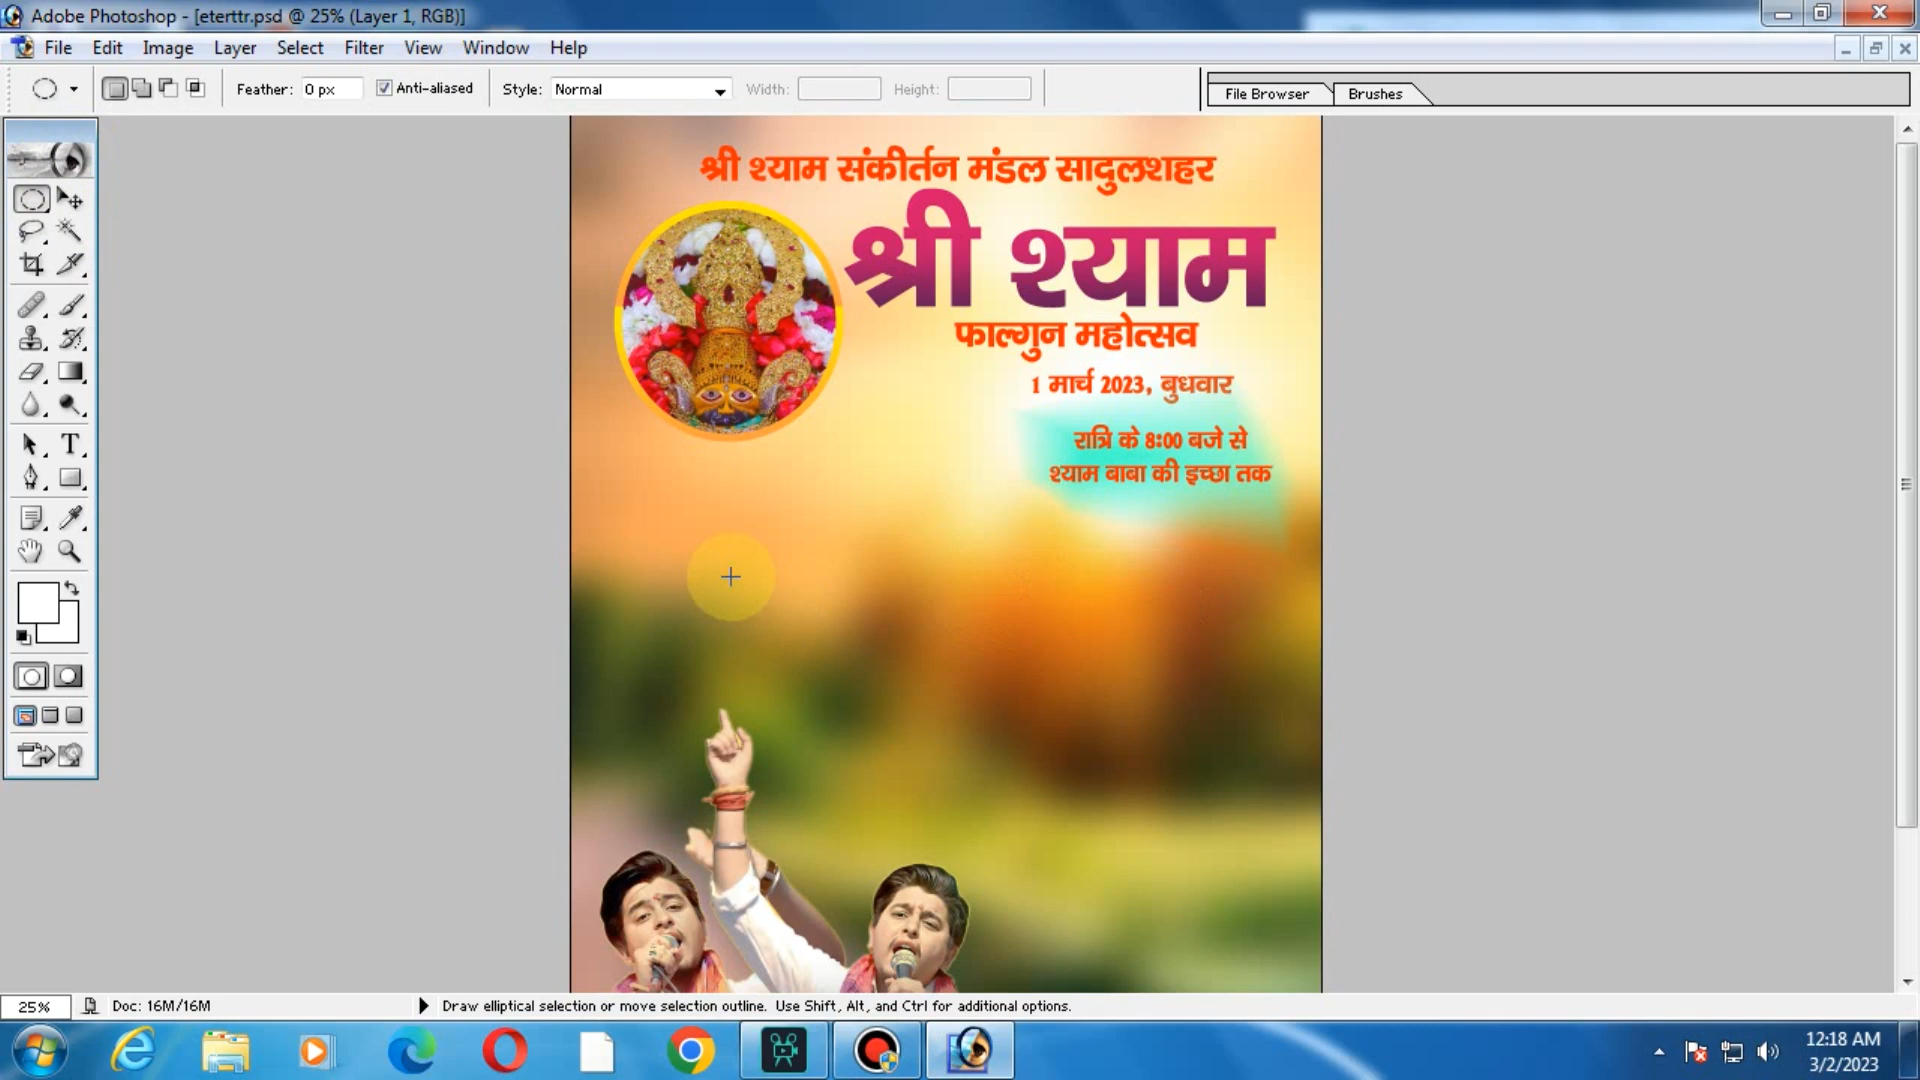 Adobe Photoshop - [eterttr.psd @ 25% (Layer 1, RGB)]
File Edit Image Layer Select Filter View Window Help
Feather: 0 px Anti-aliased Style: Normal Width: Height: File Browser Brushes
श्री श्याम संकीर्तन मंडल सादुलशहर
श्री श्याम
फाल्गुन महोत्सव
1 मार्च 2023, बुधवार
रात्रि के 8:00 बजे से
श्याम बाबा की इच्छा तक
25% Doc: 16M/16M Draw elliptical selection or move selection outline. Use Shift, Alt, and Ctrl for additional options.
12:18 AM
3/2/2023